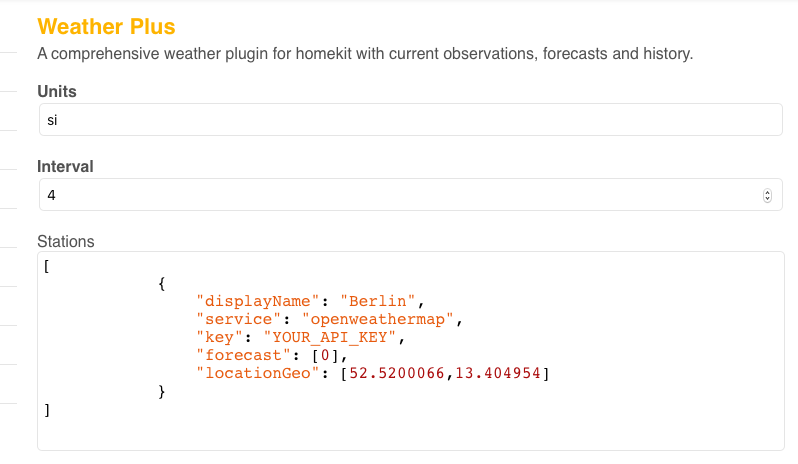 Weather Plus
A comprehensive weather plugin for homekit with current observations, forecasts and history.
Units
si
Interval
4
Stations
[
{
"displayName": "Berlin",
"service": "openweathermap",
"key": "YOUR_API_KEY",
"forecast": [0],
"locationGeo": [52.5200066,13.404954]
}
]